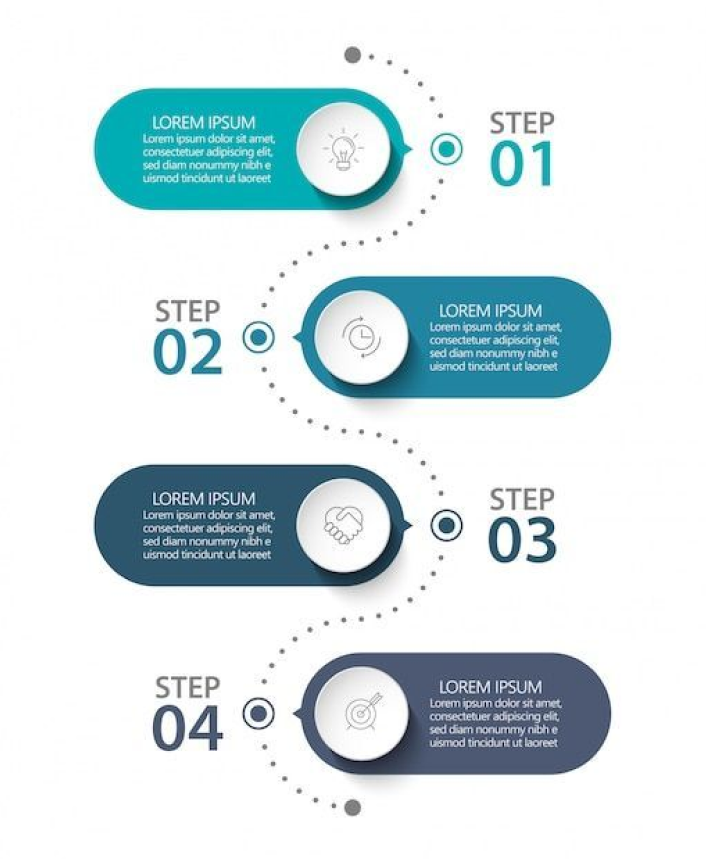 LOREM IPSUM
Lorem ipsum dolor sit amet,
consectetuer adipiscing elit,
sed diam nonummy nibh e
uismod tincidunt ut laoreet
STEP
01
STEP
02
LOREM IPSUM
Lorem ipsum dolor sit amet,
consectetuer adipiscing elit,
sed diam nonummy nibh e
uismod tincidunt ut laoreet
LOREM IPSUM
Lorem ipsum dolor sit amet,
consectetuer adipiscing elit,
sed diam nonummy nibh e
uismod tincidunt ut laoreet
STEP
03
STEP
04
LOREM IPSUM
Lorem ipsum dolor sit amet,
consectetuer adipiscing elit,
sed diam nonummy nibh e
uismod tincidunt ut laoreet